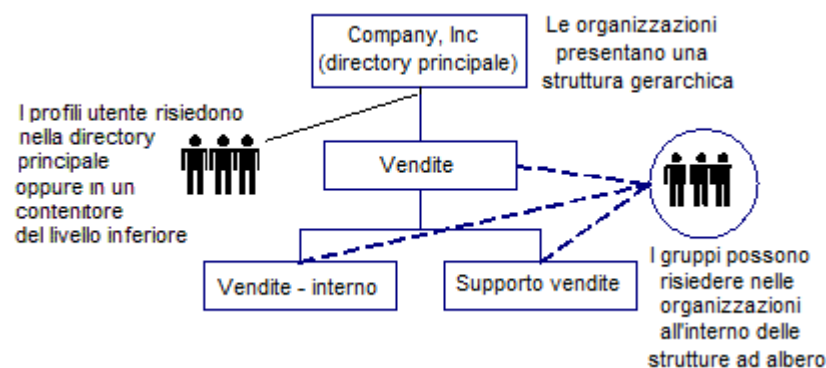 Company, Inc
(directory principale)
Le organizzazioni
presentano una
struttura gerarchica
I profili utente risiedono
nella directory
principale
oppure in un
contenitore
del livello inferiore
Vendite
Vendite - interno
Supporto vendite
I gruppi possono
risiedere nelle
organizzazioni
all'interno delle
strutture ad albero